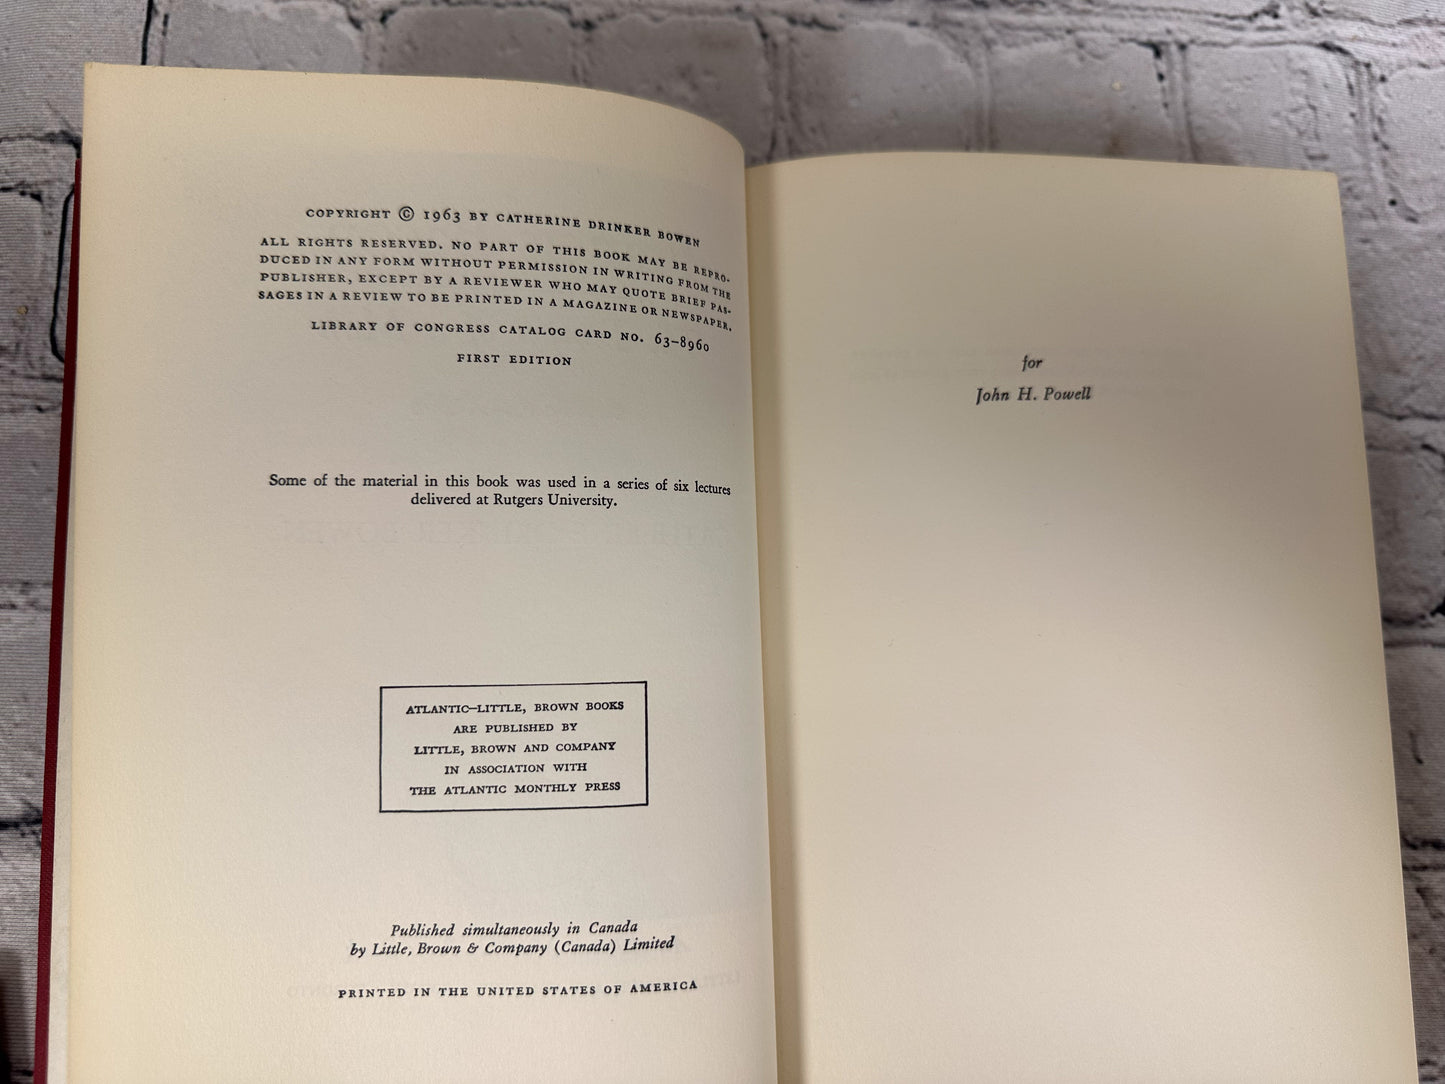 COPYRIGHT © 1963 BY CATHERINE DRINKER BOWEN
ALL RIGHTS RESERVED. NO PART OF THIS BOOK MAY BE REPRO-
DUCED IN ANY FORM WITHOUT PERMISSION IN WRITING FROM THE
PUBLISHER, EXCEPT BY A REVIEWER WHO MAY QUOTE BRIEF PAS-
SAGES IN A REVIEW TO BE PRINTED IN A MAGAZINE OR NEWSPAPER.
LIBRARY OF CONGRESS CATALOG CARD NO. 63-8960
FIRST EDITION
Some of the material in this book was used in a series of six lectures
delivered at Rutgers University.
ATLANTIC—LITTLE, BROWN BOOKS
ARE PUBLISHED BY
LITTLE, BROWN AND COMPANY
IN ASSOCIATION WITH
THE ATLANTIC MONTHLY PRESS
Published simultaneously in Canada
by Little, Brown & Company (Canada) Limited
PRINTED IN THE UNITED STATES OF AMERICA
for
John H. Powell